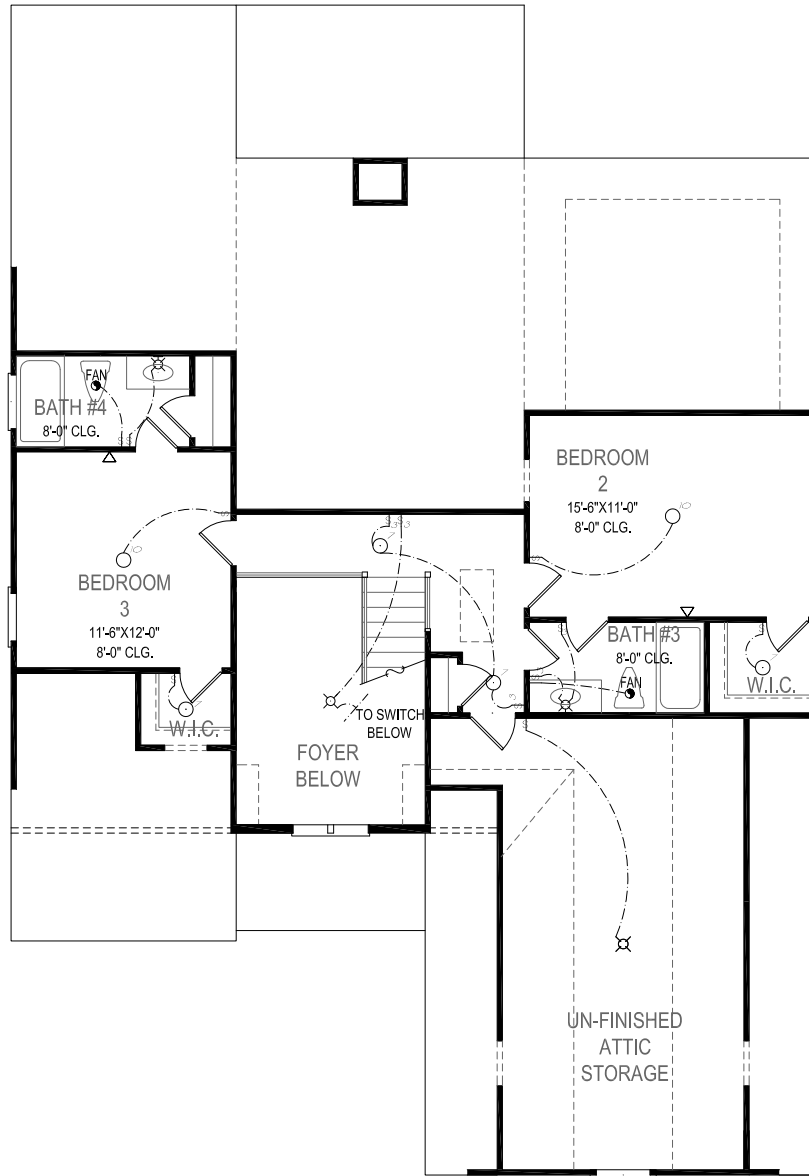 FAN
BATH #4
8'-0" CLG.
BEDROOM
2
15'-6"X11'-0"
8'-0" CLG.
BEDROOM
3
11'-6"X12'-0"
8'-0" CLG.
BATH #3
8'-0" CLG.
FAN
W.I.C.
W.I.C.
TO SWITCH
BELOW
FOYER
BELOW
UN-FINISHED
ATTIC
STORAGE